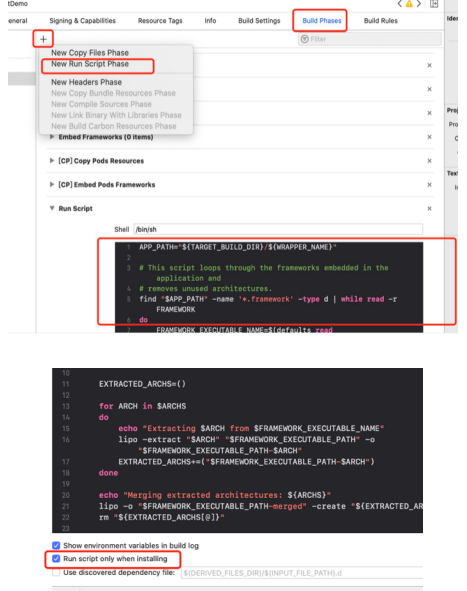 tDemo
eneral Signing & Capabilities Resource Tags Info Build Settings Build Phases Build Rules
Iden
+
Filter
New Copy Files Phase
New Run Script Phase
New Headers Phase
New Copy Bundle Resources Phase
New Compile Sources Phase
New Link Binary With Libraries Phase
New Build Carbon Resources Phase
Embed Frameworks (0 items)
[CP] Copy Pods Resources
[CP] Embed Pods Frameworks
Run Script
Shell /bin/sh
1 APP_PATH="${TARGET_BUILD_DIR}/${WRAPPER_NAME}"
2
3 # This script loops through the frameworks embedded in the
application and
4 # removes unused architectures.
5 find "$APP_PATH" -name '*.framework' -type d | while read -r
FRAMEWORK
6 do
7 FRAMEWORK_EXECUTABLE_NAME=$(defaults read
Proj
Pro
Text
10
11 EXTRACTED_ARCHS=()
12
13 for ARCH in $ARCHS
14 do
15 echo "Extracting $ARCH from $FRAMEWORK_EXECUTABLE_NAME"
16 lipo -extract "$ARCH" "$FRAMEWORK_EXECUTABLE_PATH" -o
"$FRAMEWORK_EXECUTABLE_PATH-$ARCH"
17 EXTRACTED_ARCHS+=("$FRAMEWORK_EXECUTABLE_PATH-$ARCH")
18 done
19
20 echo "Merging extracted architectures: ${ARCHS}"
21 lipo -o "$FRAMEWORK_EXECUTABLE_PATH-merged" -create "${EXTRACTED_AR
22 rm "${EXTRACTED_ARCHS[@]}"
23
Show environment variables in build log
Run script only when installing
Use discovered dependency file: $(DERIVED_FILES_DIR)/$(INPUT_FILE_PATH).d